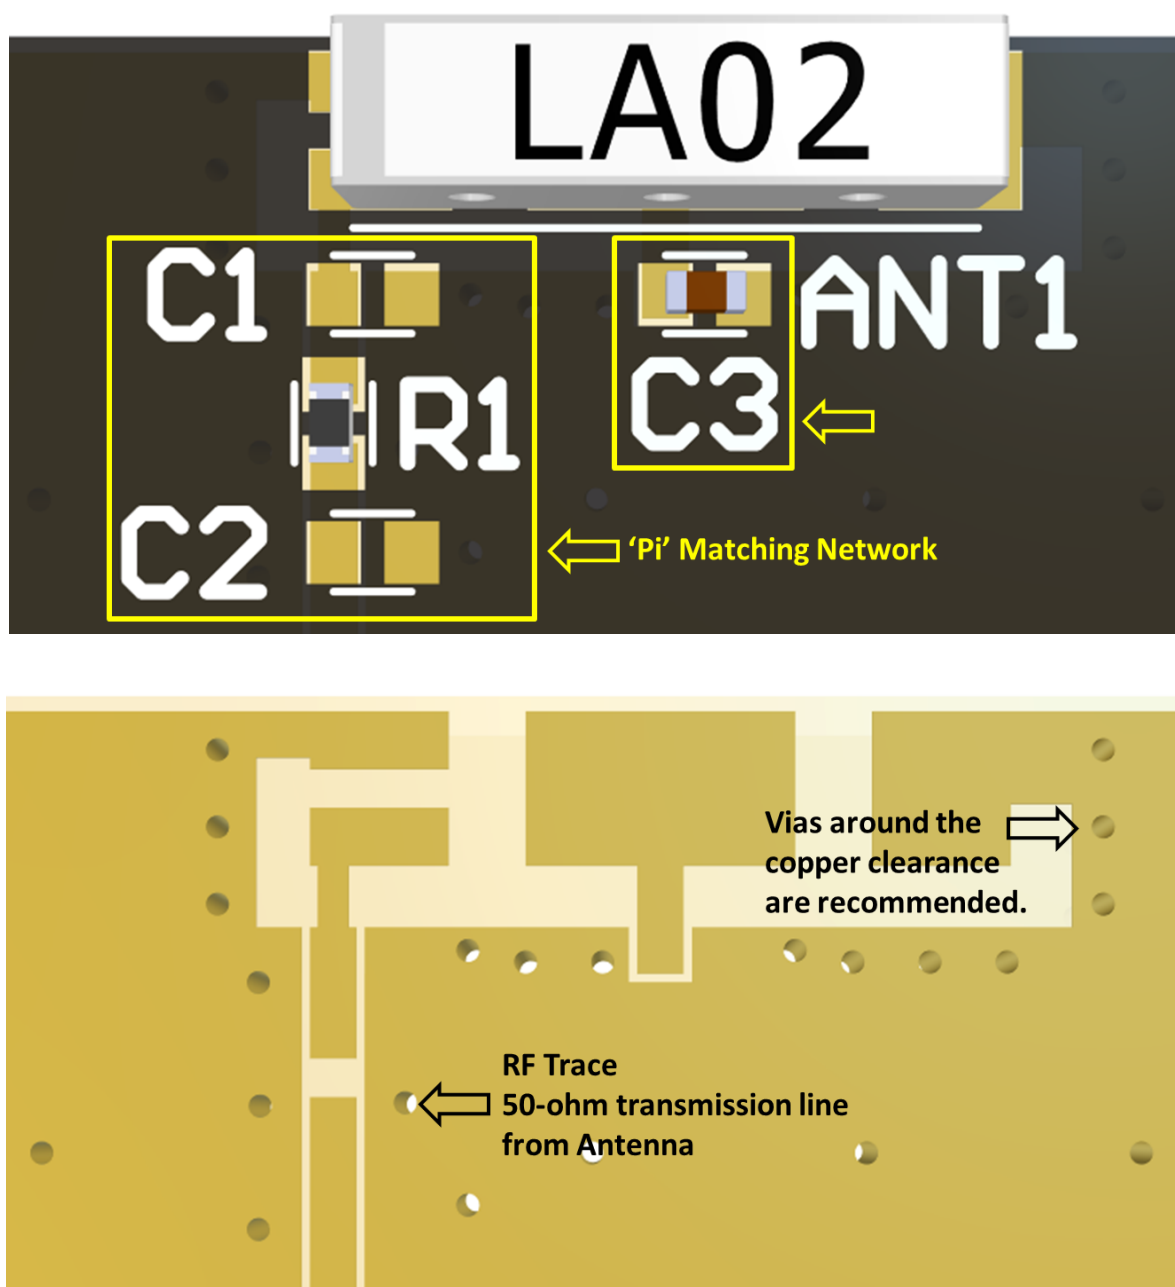 LA02
C1
ANT1
R1
C3
C2
‘Pi’ Matching Network
Vias around the
copper clearance
are recommended.
RF Trace
50-ohm transmission line
from Antenna